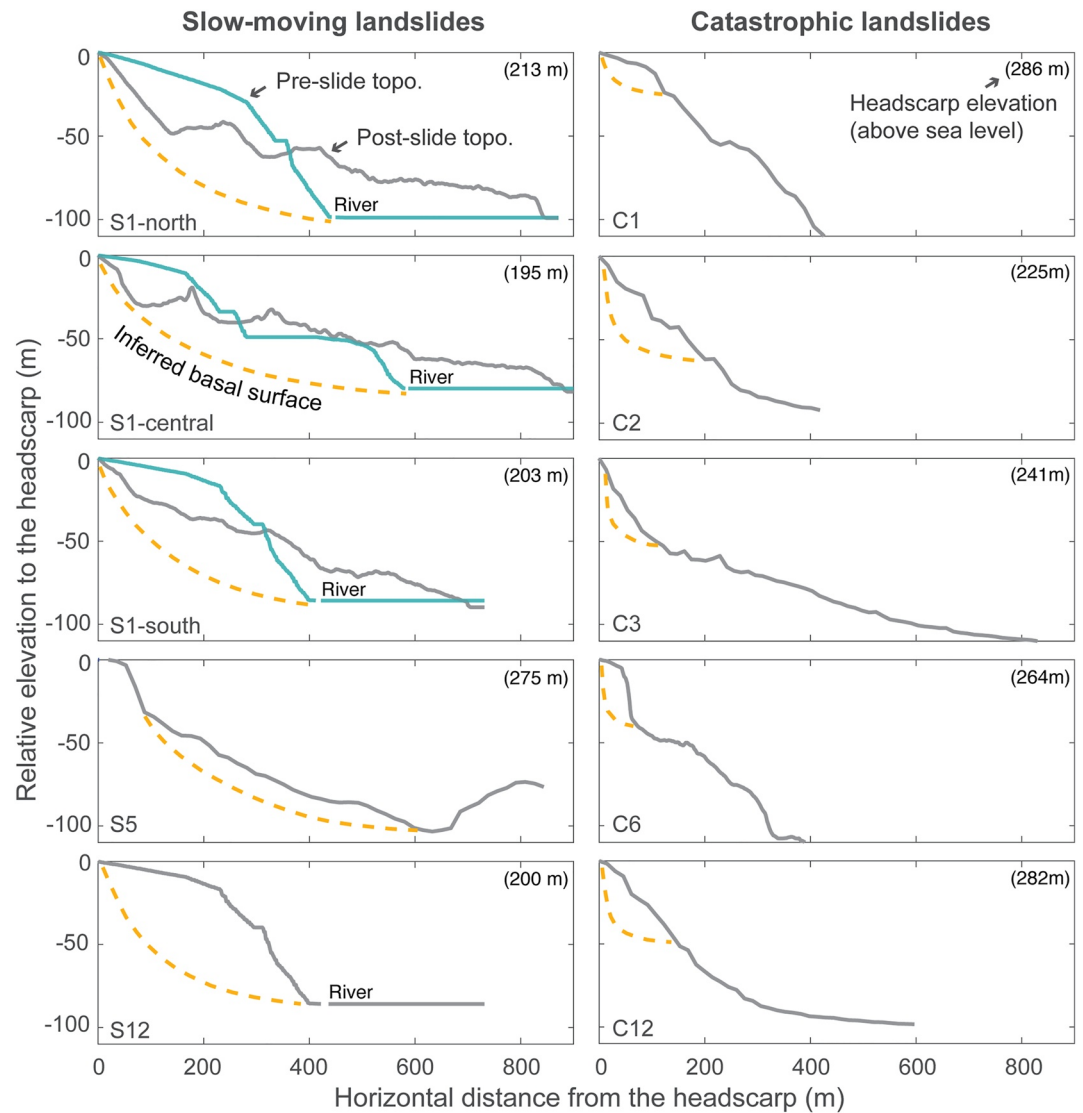 Slow-moving landslides
Catastrophic landslides
Relative elevation to the headscarp (m)
0
-50
-100
Pre-slide topo.
Post-slide topo.
(213 m)
River
S1-north
(286 m)
Headscarp elevation
(above sea level)
C1
0
-50
-100
(195 m)
Inferred basal surface
River
S1-central
(225 m)
C2
0
-50
-100
(203 m)
River
S1-south
(241m)
C3
0
-50
-100
(275 m)
S5
(264m)
C6
0
-50
-100
(200 m)
River
S12
(282m)
C12
0 200 400 600 800
0 200 400 600 800
Horizontal distance from the headscarp (m)